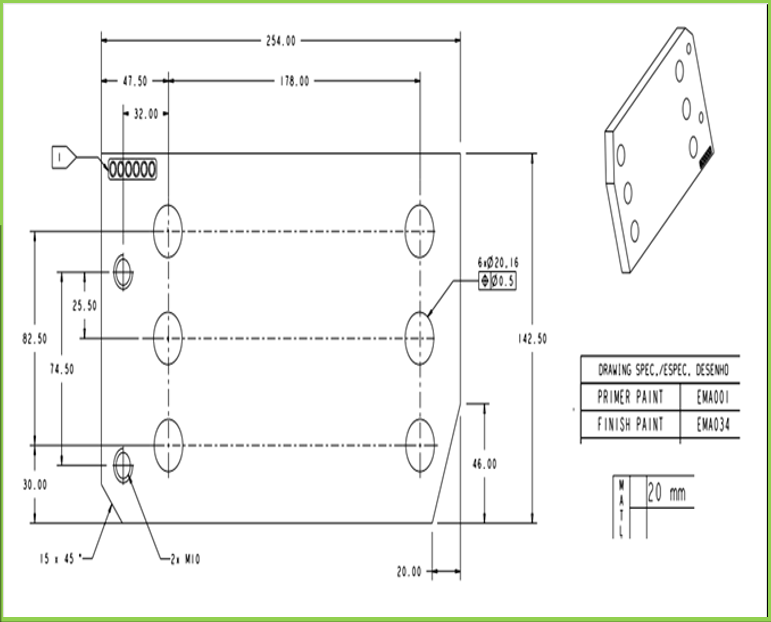 254.00
47.50
178.00
32.00
1
6xØ20,16
Ø0.5
25.50
82.50
142.50
74.50
DRAWING SPEC./ESPEC. DESENHO
PRIMER PAINT EMA001
FINISH PAINT EMA034
46.00
30.00
MATL
20 mm
15 x 45 °
2x M10
20.00